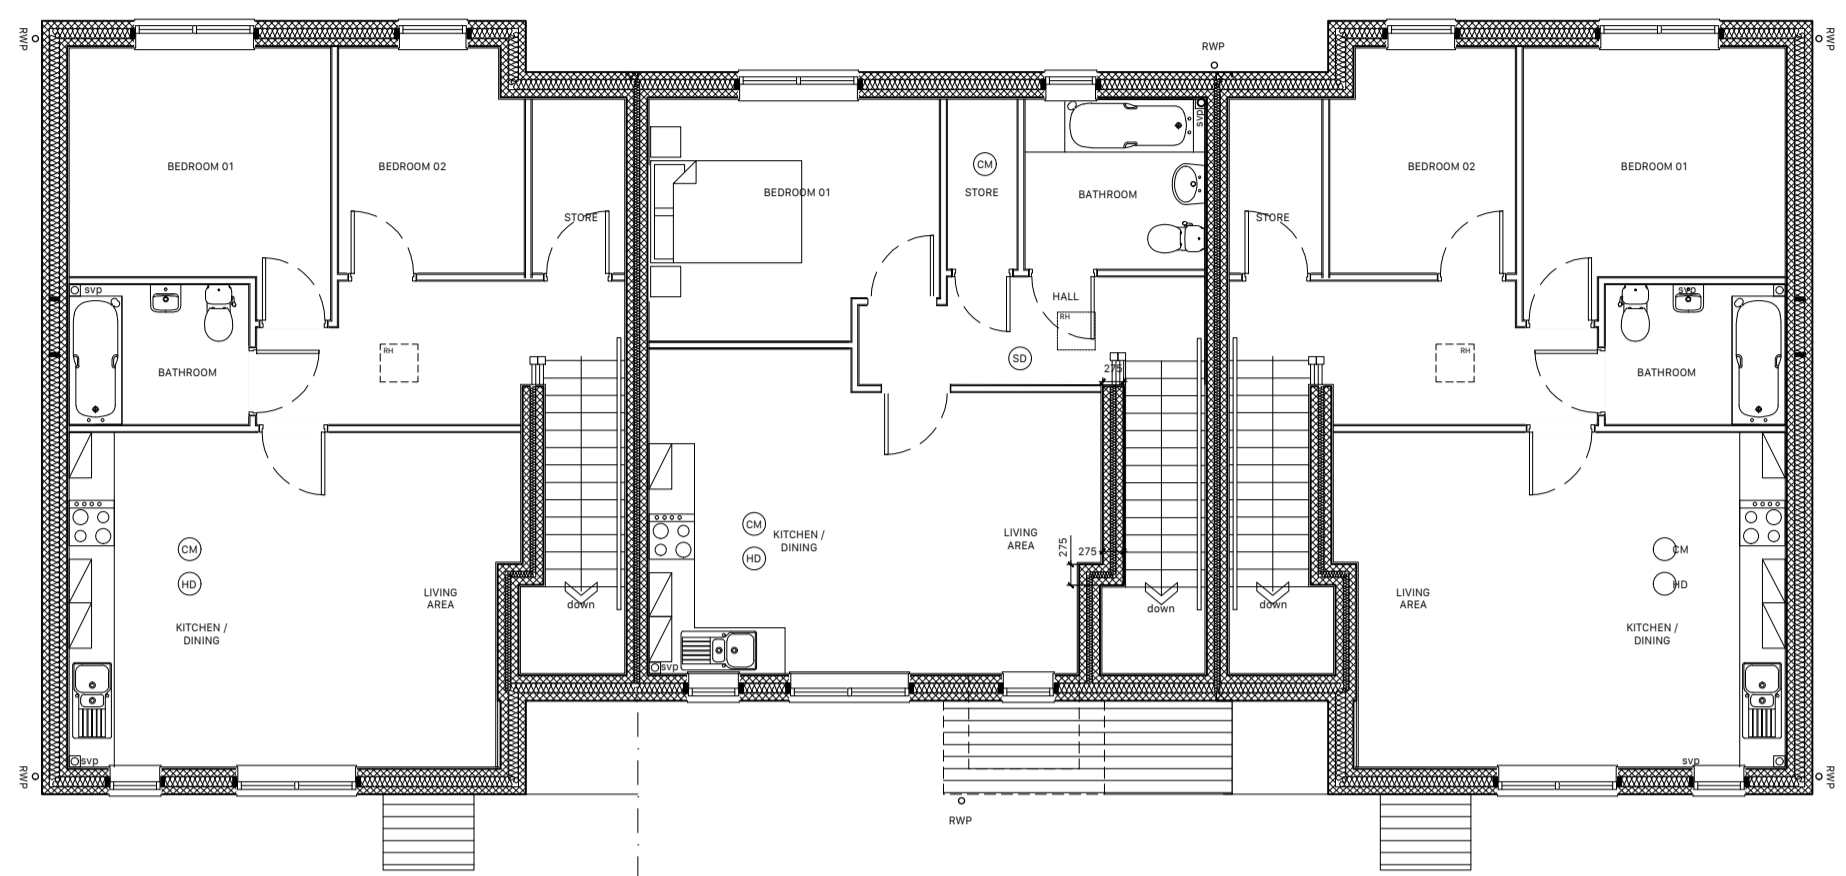 RWP
RWP
RWP
BEDROOM 01
BEDROOM 02
STORE
BEDROOM 01
CM
STORE
svp
BATHROOM
STORE
BEDROOM 02
BEDROOM 01
svp
BATHROOM
RH
HALL
RH
SD
275
RH
svp
BATHROOM
CM
HD
KITCHEN /
DINING
LIVING
AREA
down
CM
HD
KITCHEN /
DINING
LIVING
AREA
275
275
down
down
LIVING
AREA
CM
HD
KITCHEN /
DINING
svp
svp
svp
RWP
RWP
RWP